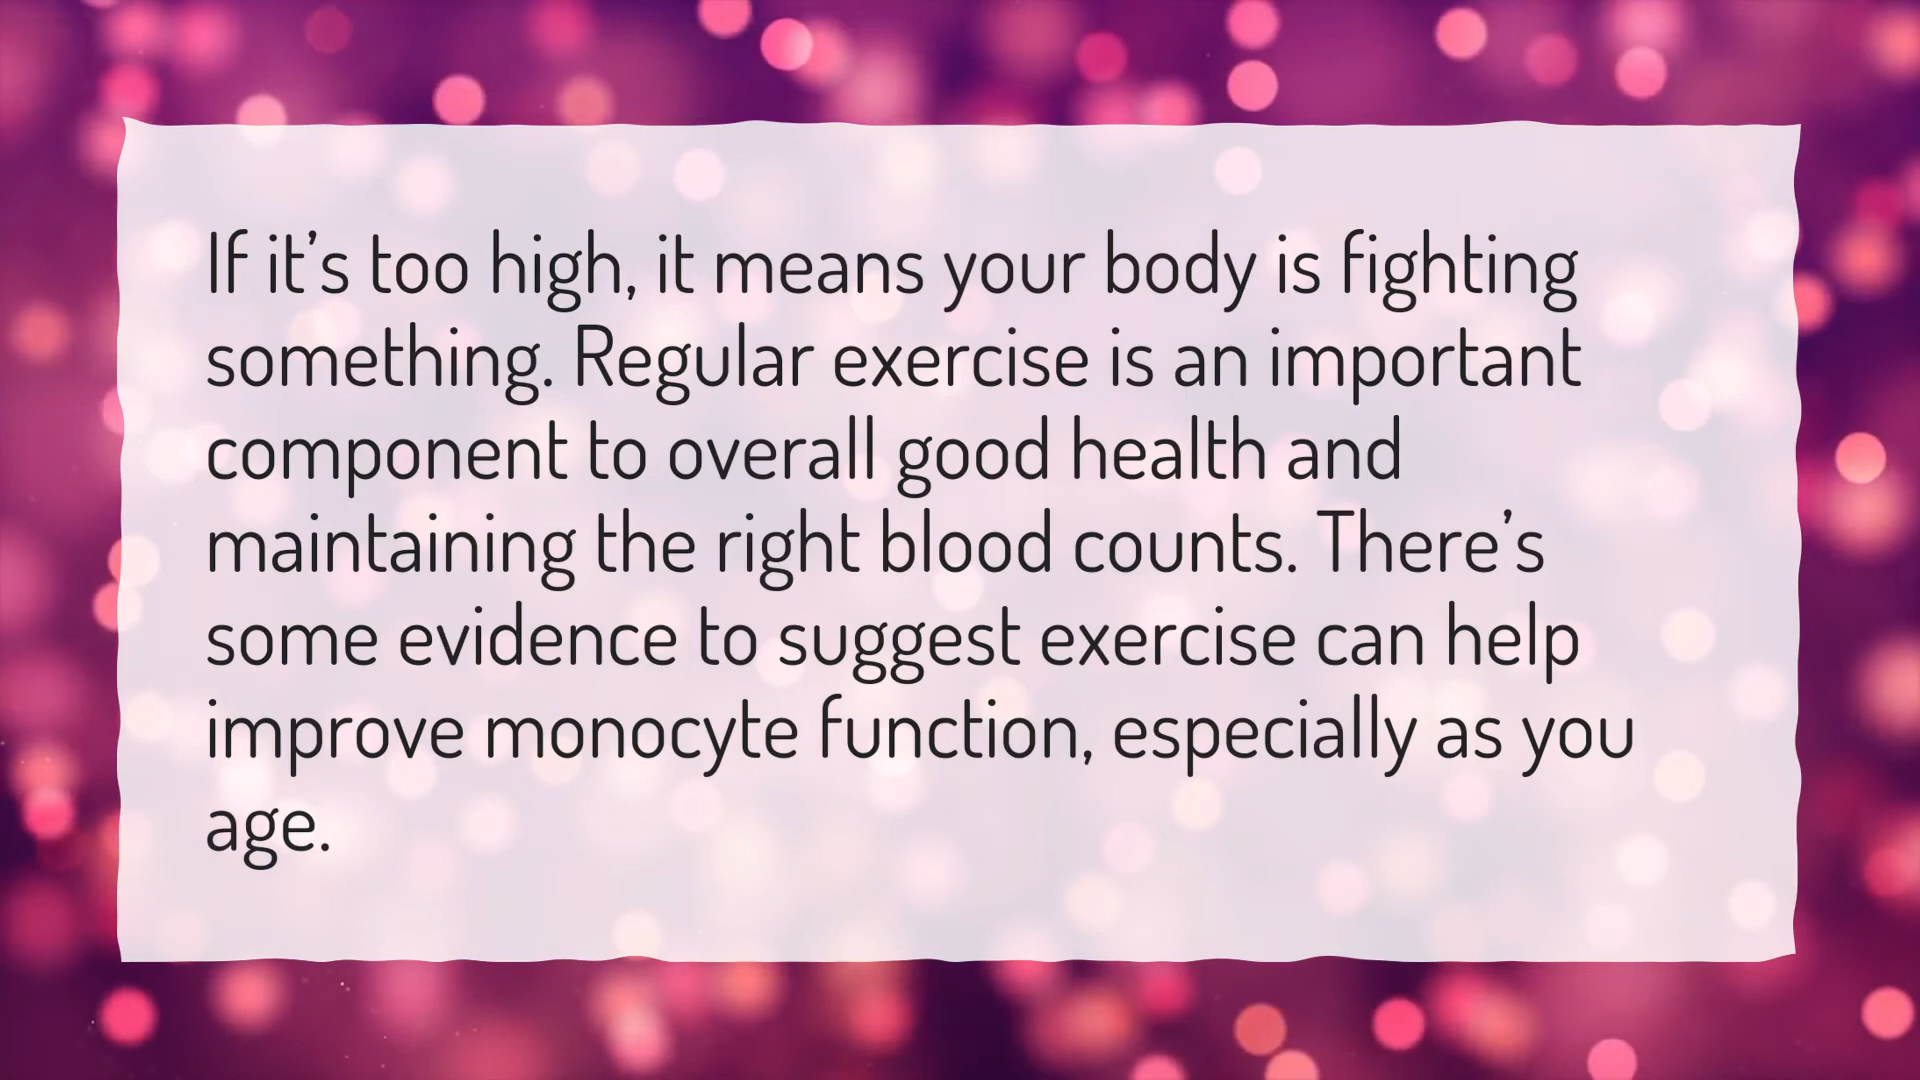 If it’s too high, it means your body is fighting
something. Regular exercise is an important
component to overall good health and
maintaining the right blood counts. There’s
some evidence to suggest exercise can help
improve monocyte function, especially as you
age.